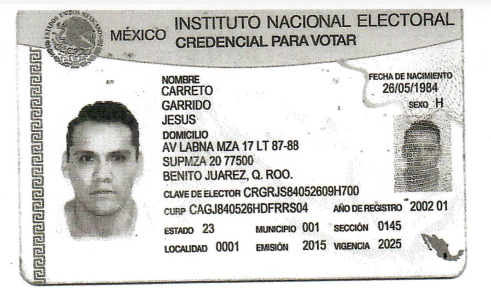 ESTADOS UNIDOS MEXICANOS
MÉXICO
INSTITUTO NACIONAL ELECTORAL
CREDENCIAL PARA VOTAR
NOMBRE
CARRETO
GARRIDO
JESUS
FECHA DE NACIMIENTO
26/05/1984
SEXO H
DOMICILIO
AV LABNA MZA 17 LT 87-88
SUPMZA 20 77500
BENITO JUAREZ, Q. ROO.
CLAVE DE ELECTOR CRGRJS84052609H700
CURP CAGJ840526HDFRRS04 AÑO DE REGISTRO 2002 01
ESTADO 23 MUNICIPIO 001 SECCIÓN 0145
LOCALIDAD 0001 EMISIÓN 2015 VIGENCIA 2025